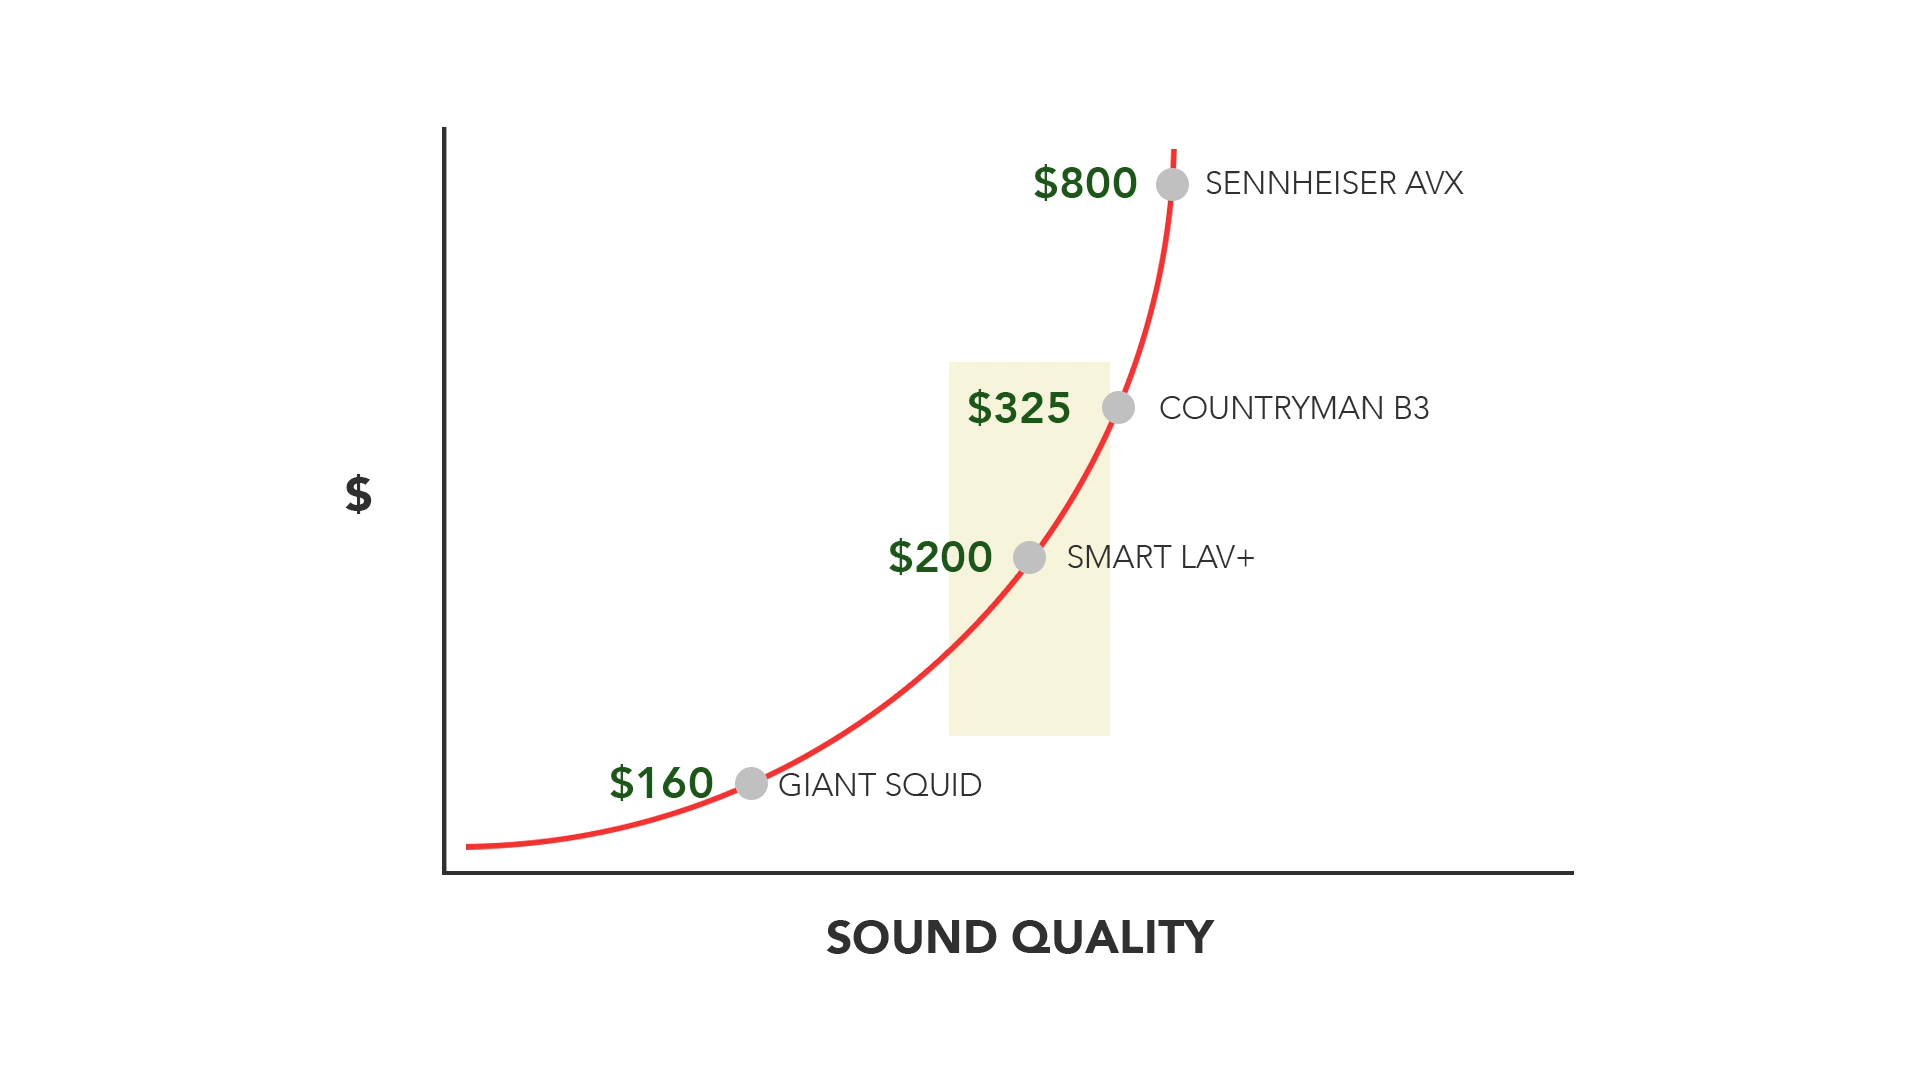 $800 SENNHEISER AVX
$325 COUNTRYMAN B3
$
$200 SMART LAV+
$160 GIANT SQUID
SOUND QUALITY